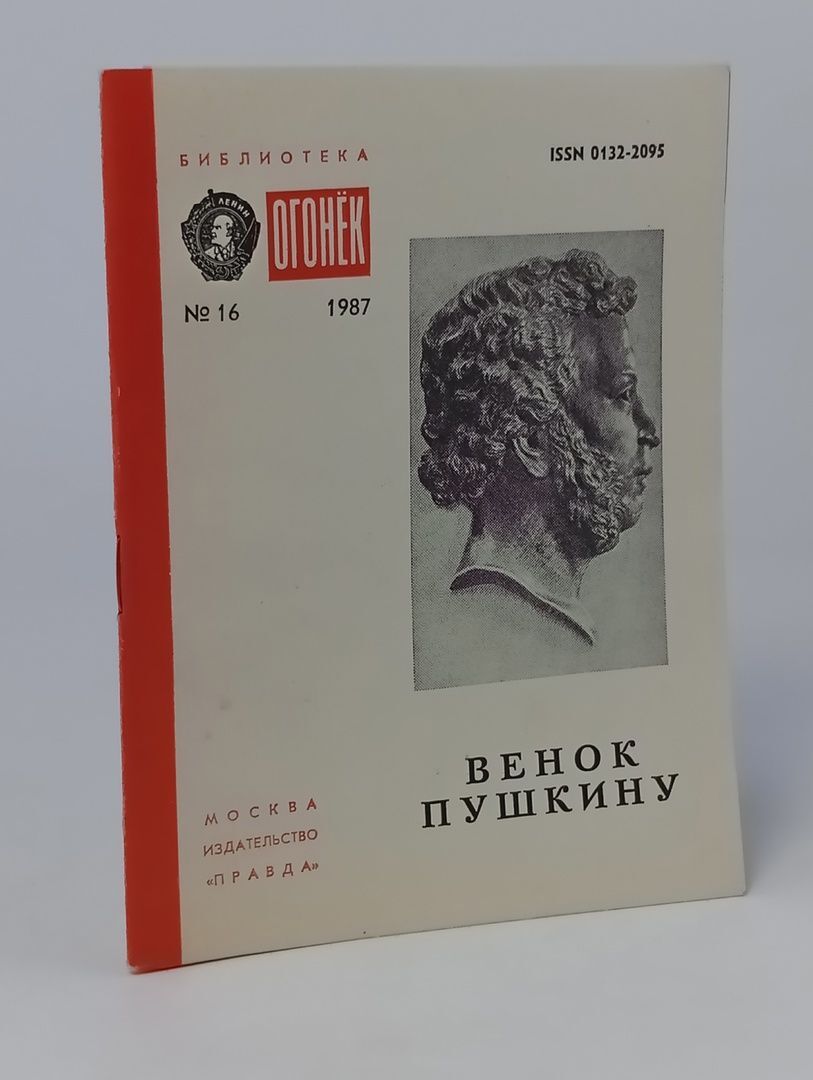 БИБЛИОТЕКА
ISSN 0132-2095
ЛЕНИН
ОГОНЁК
№ 16 1987
ВЕНОК
ПУШКИНУ
МОСКВА
ИЗДАТЕЛЬСТВО
«ПРАВДА»